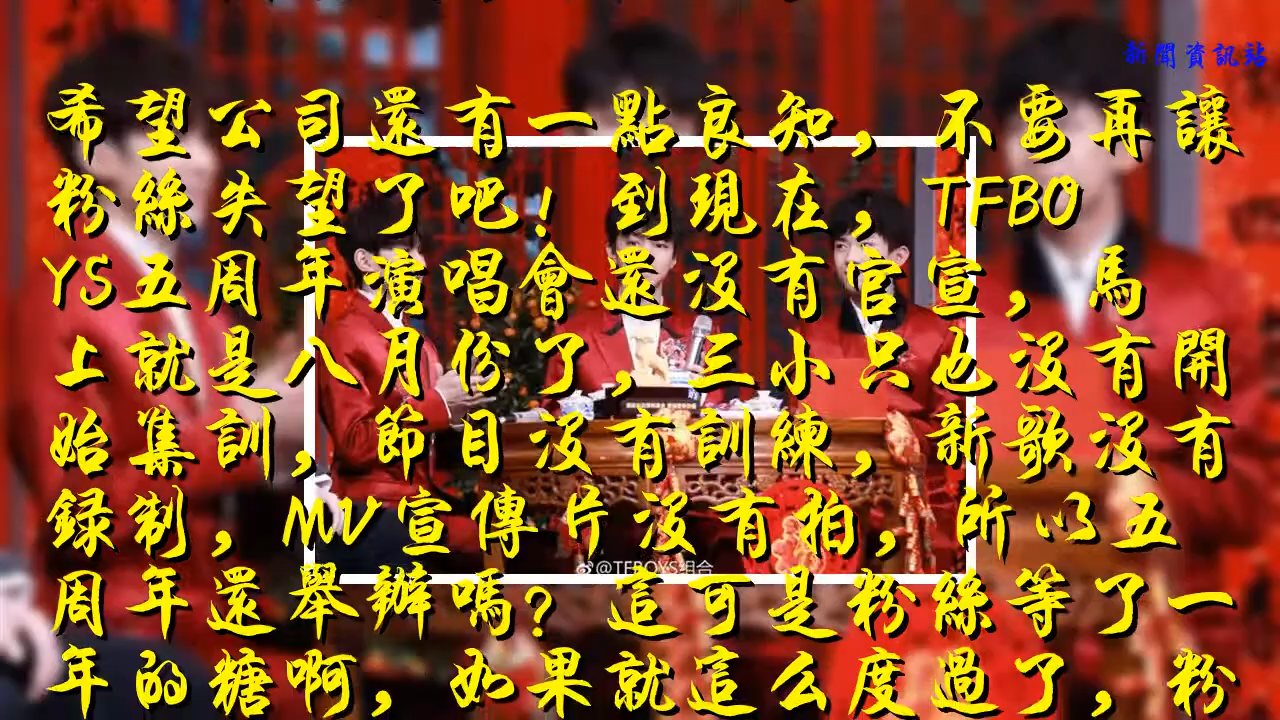 新聞資訊站
希望公司還有一點良知，不要再讓
粉絲失望了吧！到現在，TFBO
YS五周年演唱會還沒有官宣，馬
上就是八月份了，三小只也沒有開
始集訓，節目沒有訓練，新歌沒有
録制，MV宣傳片沒有拍，所以五
周年還舉辦嗎？這可是粉絲等了一
年的糖啊，如果就這么度過了，粉
@TFBOYS组合